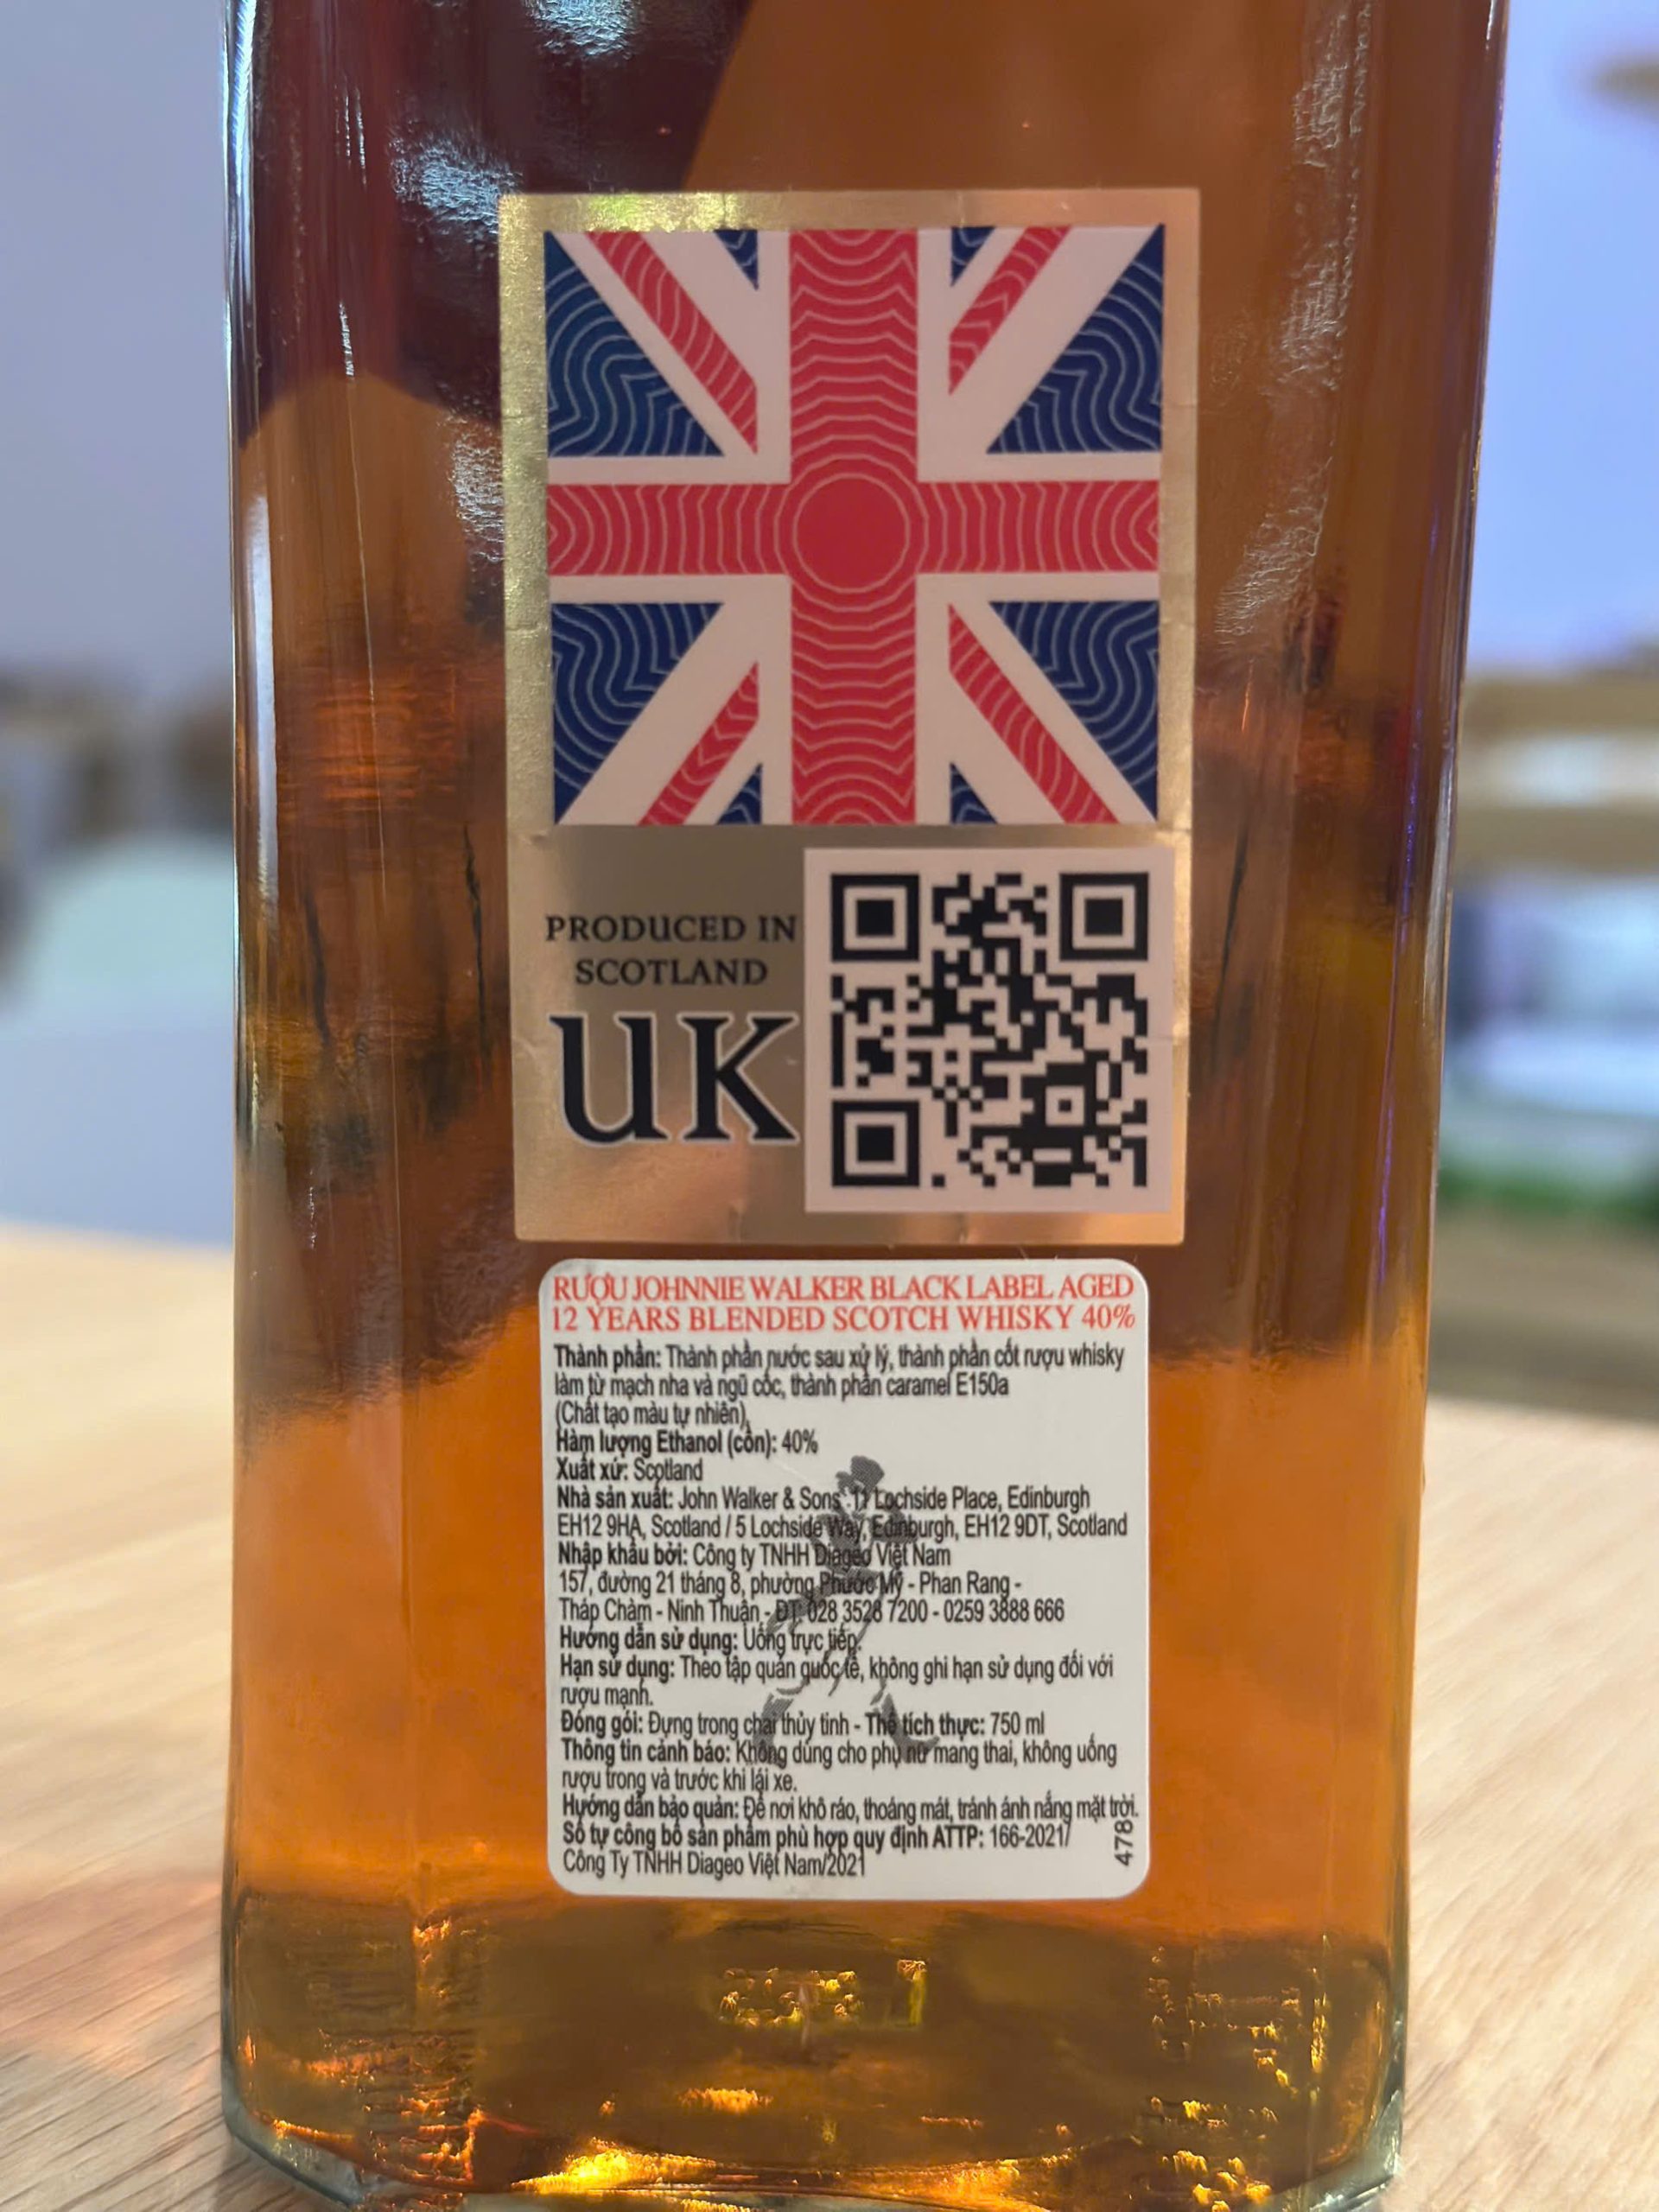 PRODUCED IN
SCOTLAND
UK
RƯỢU JOHNNIE WALKER BLACK LABEL AGED
12 YEARS BLENDED SCOTCH WHISKY 40%
Thành phần: Thành phần nước sau xử lý, thành phần cốt rượu whisky
làm từ mạch nha và ngũ cốc, thành phần caramel E150a
(Chất tạo màu tự nhiên).
Hàm lượng Ethanol (cồn): 40%
Xuất xứ: Scotland
Nhà sản xuất: John Walker & Sons, 11 Lochside Place, Edinburgh
EH12 9HA, Scotland / 5 Lochside Way, Edinburgh, EH12 9DT, Scotland
Nhập khẩu bởi: Công ty TNHH Diageo Việt Nam
157, đường 21 tháng 8, phường Phước Mỹ - Phan Rang -
Tháp Chàm - Ninh Thuận - ĐT: 028 3528 7200 - 0259 3888 666
Hướng dẫn sử dụng: Uống trực tiếp.
Hạn sử dụng: Theo tập quán quốc tế, không ghi hạn sử dụng đối với
rượu mạnh.
Đóng gói: Đựng trong chai thủy tinh - Thể tích thực: 750 ml
Thông tin cảnh báo: Không dùng cho phụ nữ mang thai, không uống
rượu trong và trước khi lái xe.
Hướng dẫn bảo quản: Để nơi khô ráo, thoáng mát, tránh ánh nắng mặt trời.
Số tự công bố sản phẩm phù hợp quy định ATTP: 166-2021/
Công Ty TNHH Diageo Việt Nam/2021
4781